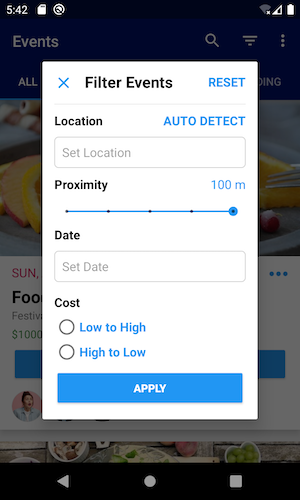 5:42
Events
ALL
DING
Filter Events
RESET
Location
AUTO DETECT
Set Location
Proximity
100 m
Date
Set Date
SUN,
Foo
Festiva
$1000
Cost
Low to High
High to Low
APPLY